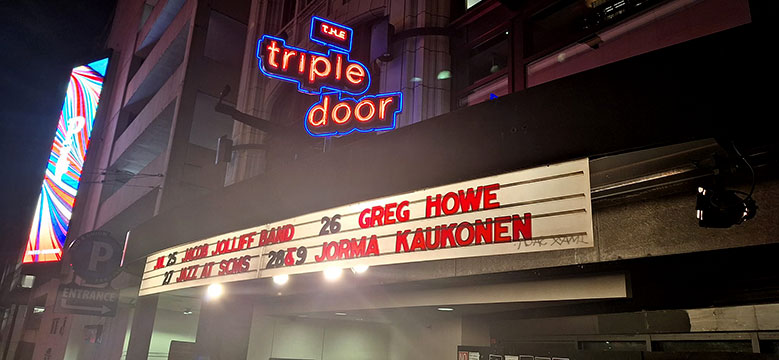 THE
triple
door
JUL 25 JACOB JOLLIFF BAND 26 GREG HOWE
27 JAZZ AT SCMS 28&29 JORMA KAUKONEN
P
ENTRANCE